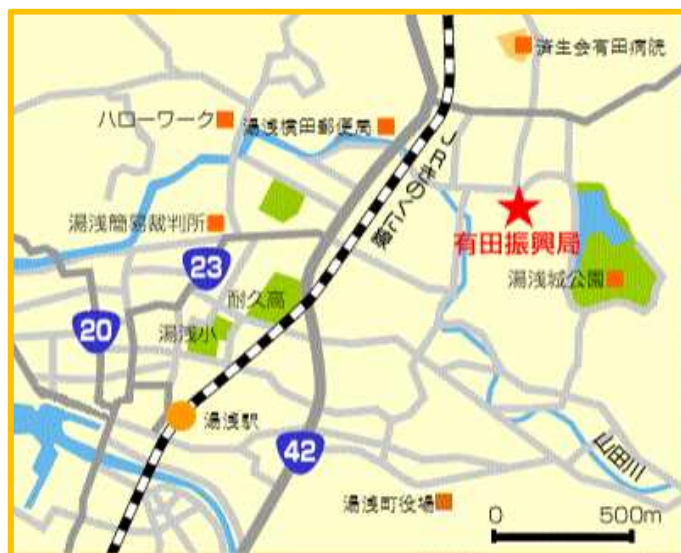 済生会有田病院
ハローワーク
湯浅横田郵便局
JRきのくに線
湯浅簡易裁判所
有田振興局
23
湯浅城公園
耐久高
20
湯浅小
湯浅駅
42
山田川
湯浅町役場
0 500m